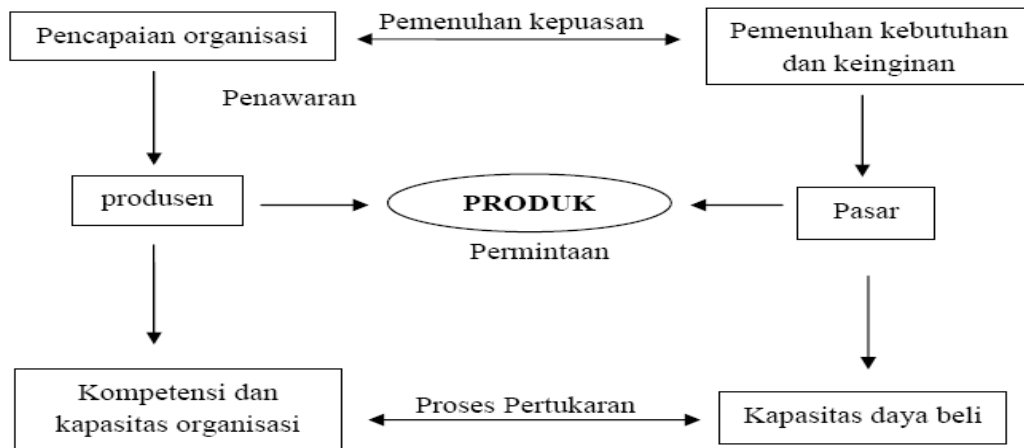 Pencapaian organisasi
Pemenuhan kepuasan
Pemenuhan kebutuhan
dan keinginan
Penawaran
produsen
PRODUK
Pasar
Permintaan
Kompetensi dan
kapasitas organisasi
Proses Pertukaran
Kapasitas daya beli